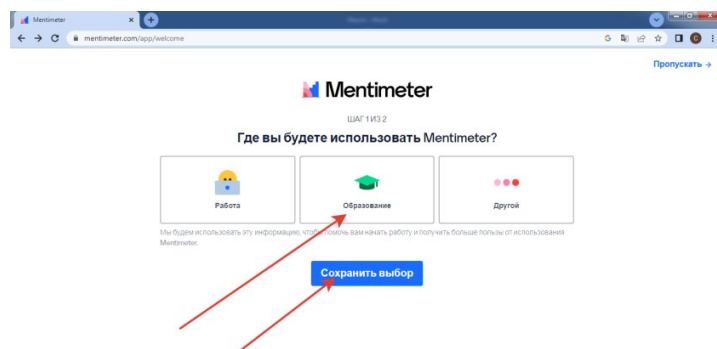 Mentimeter
mentimeter.com/app/welcome
Пропускать →
Mentimeter
ШАГ 1 ИЗ 2
Где вы будете использовать Mentimeter?
Работа
Образование
Другой
Мы будем использовать эту информацию, чтобы помочь вам начать работу и получить больше пользы от использования
Mentimeter.
Сохранить выбор